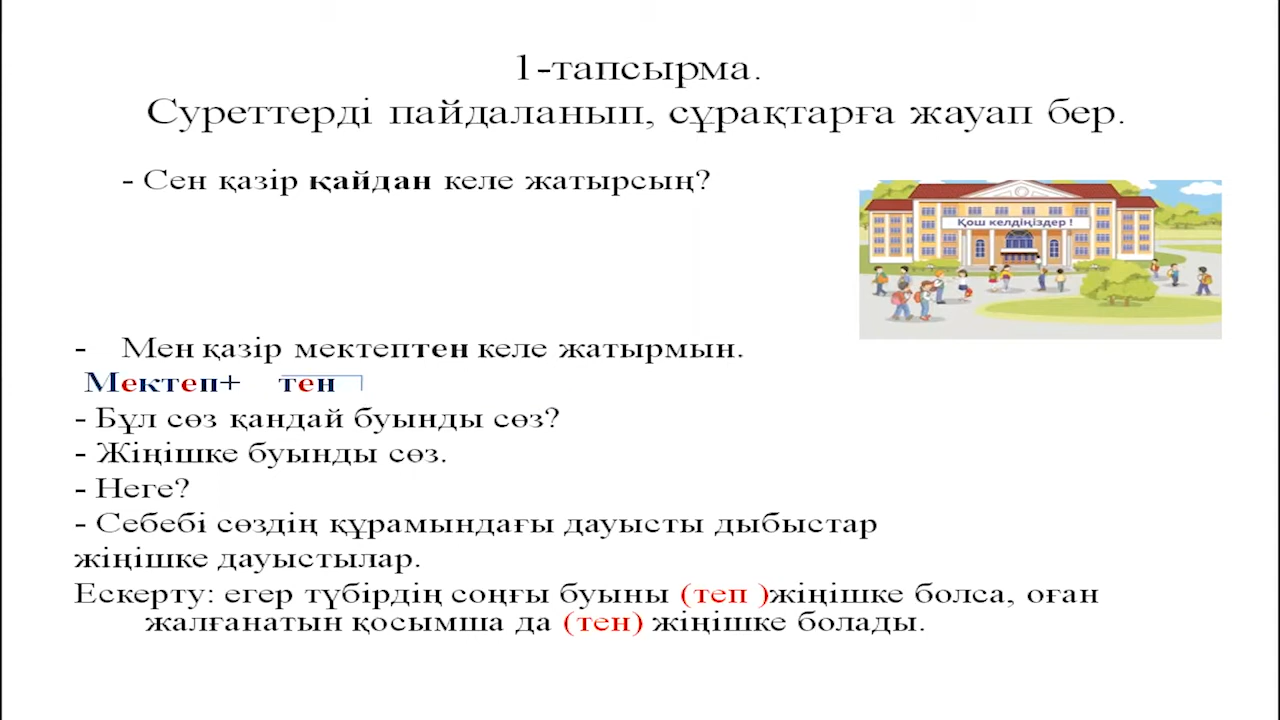 1-тапсырма.
Суреттерді пайдаланып, сұрақтарға жауап бер.
- Сен қазір қайдан келе жатырсың?
Қош келдіңіздер !
- Мен қазір мектептен келе жатырмын.
Мектеп+ тен
- Бұл сөз қандай буынды сөз?
- Жіңішке буынды сөз.
- Неге?
- Себебі сөздің құрамындағы дауысты дыбыстар
жіңішке дауыстылар.
Ескерту: егер түбірдің соңғы буыны (теп )жіңішке болса, оған
жалғанатын қосымша да (тен) жіңішке болады.